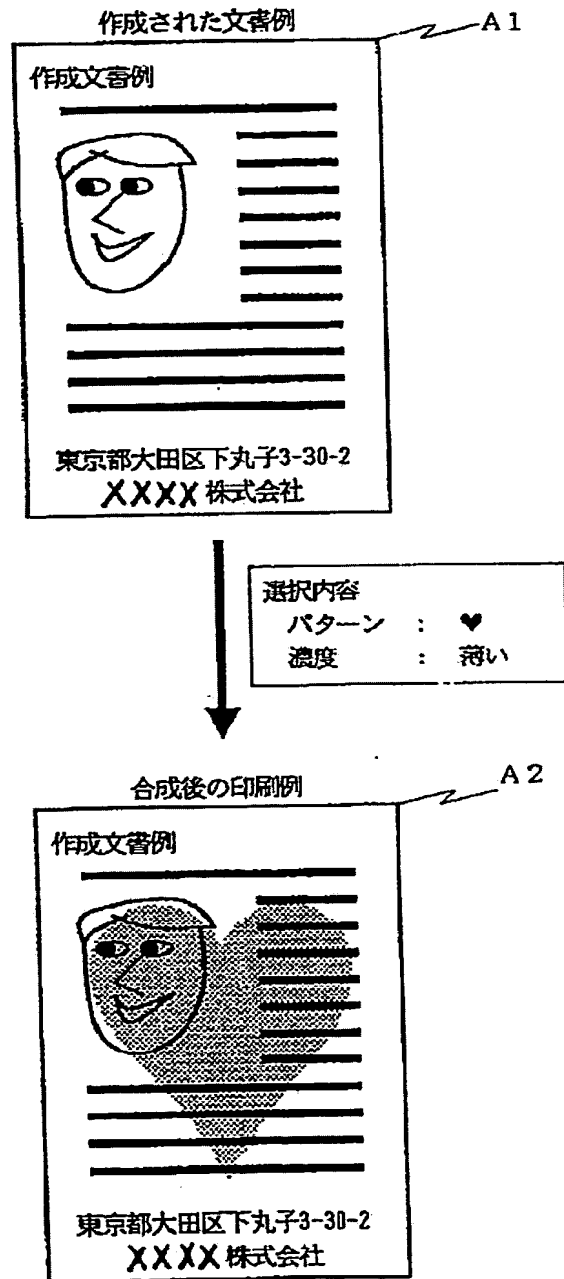 作成された文書例
A1
作成文書例
東京都大田区下丸子3-30-2
XXXX 株式会社
選択内容
パターン : ♥
濃度 : 薄い
合成後の印刷例
A2
作成文書例
東京都大田区下丸子3-30-2
XXXX 株式会社